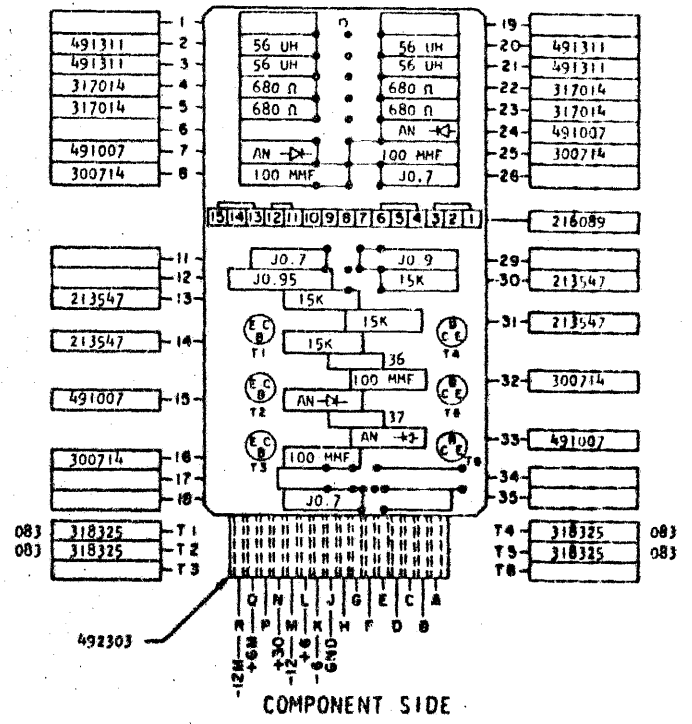 1 19
491311 2 56 UH 56 UH 20 491311
491311 3 56 UH 56 UH 21 491311
317014 4 680 Ω 680 Ω 22 317014
317014 5 680 Ω 680 Ω 23 317014
6 AN 24 491007
491007 7 AN 100 MMF 25 300714
300714 8 100 MMF J0.7 26
15 14 13 12 11 10 9 8 7 6 5 4 3 2 1 216089
11 J0.7 J0.9 29
12 J0.95 15K 30 213547
213547 13 15K
15K 31 213547
213547 14 E C B T1 15K B C E T4
36
100 MMF 32 300714
491007 15 E C B T2 AN B C E
37
AN 33 491007
300714 16 E C B T3 100 MMF B C E
17 34
18 J0.7 35
083 318325 T1 T4 318325 083
083 318325 T2 T5 318325 083
T3 T6
Q N L J G E C A
R P M K H F D B
-12M +6M +30 -12 +6 -6 GND
492303
COMPONENT SIDE